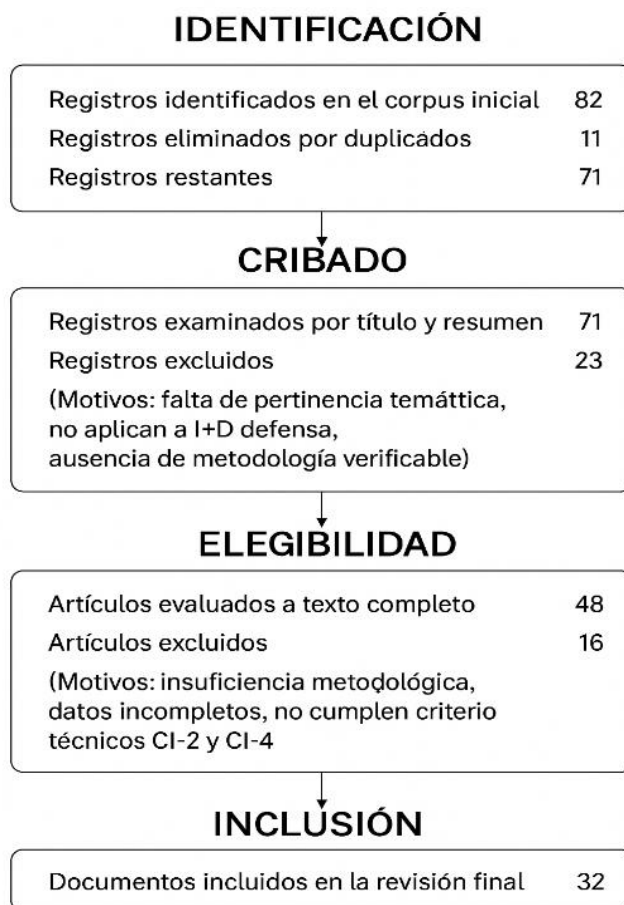 IDENTIFICACIÓN
Registros identificados en el corpus inicial 82
Registros eliminados por duplicados 11
Registros restantes 71
CRIBADO
Registros examinados por título y resumen 71
Registros excluidos 23
(Motivos: falta de pertinencia temáttica,
no aplican a I+D defensa,
ausencia de metodología verificable)
ELEGIBILIDAD
Artículos evaluados a texto completo 48
Artículos excluidos 16
(Motivos: insuficiencia metodológica,
datos incompletos, no cumplen criterio
técnicos CI-2 y CI-4
INCLUSIÓN
Documentos incluidos en la revisión final 32